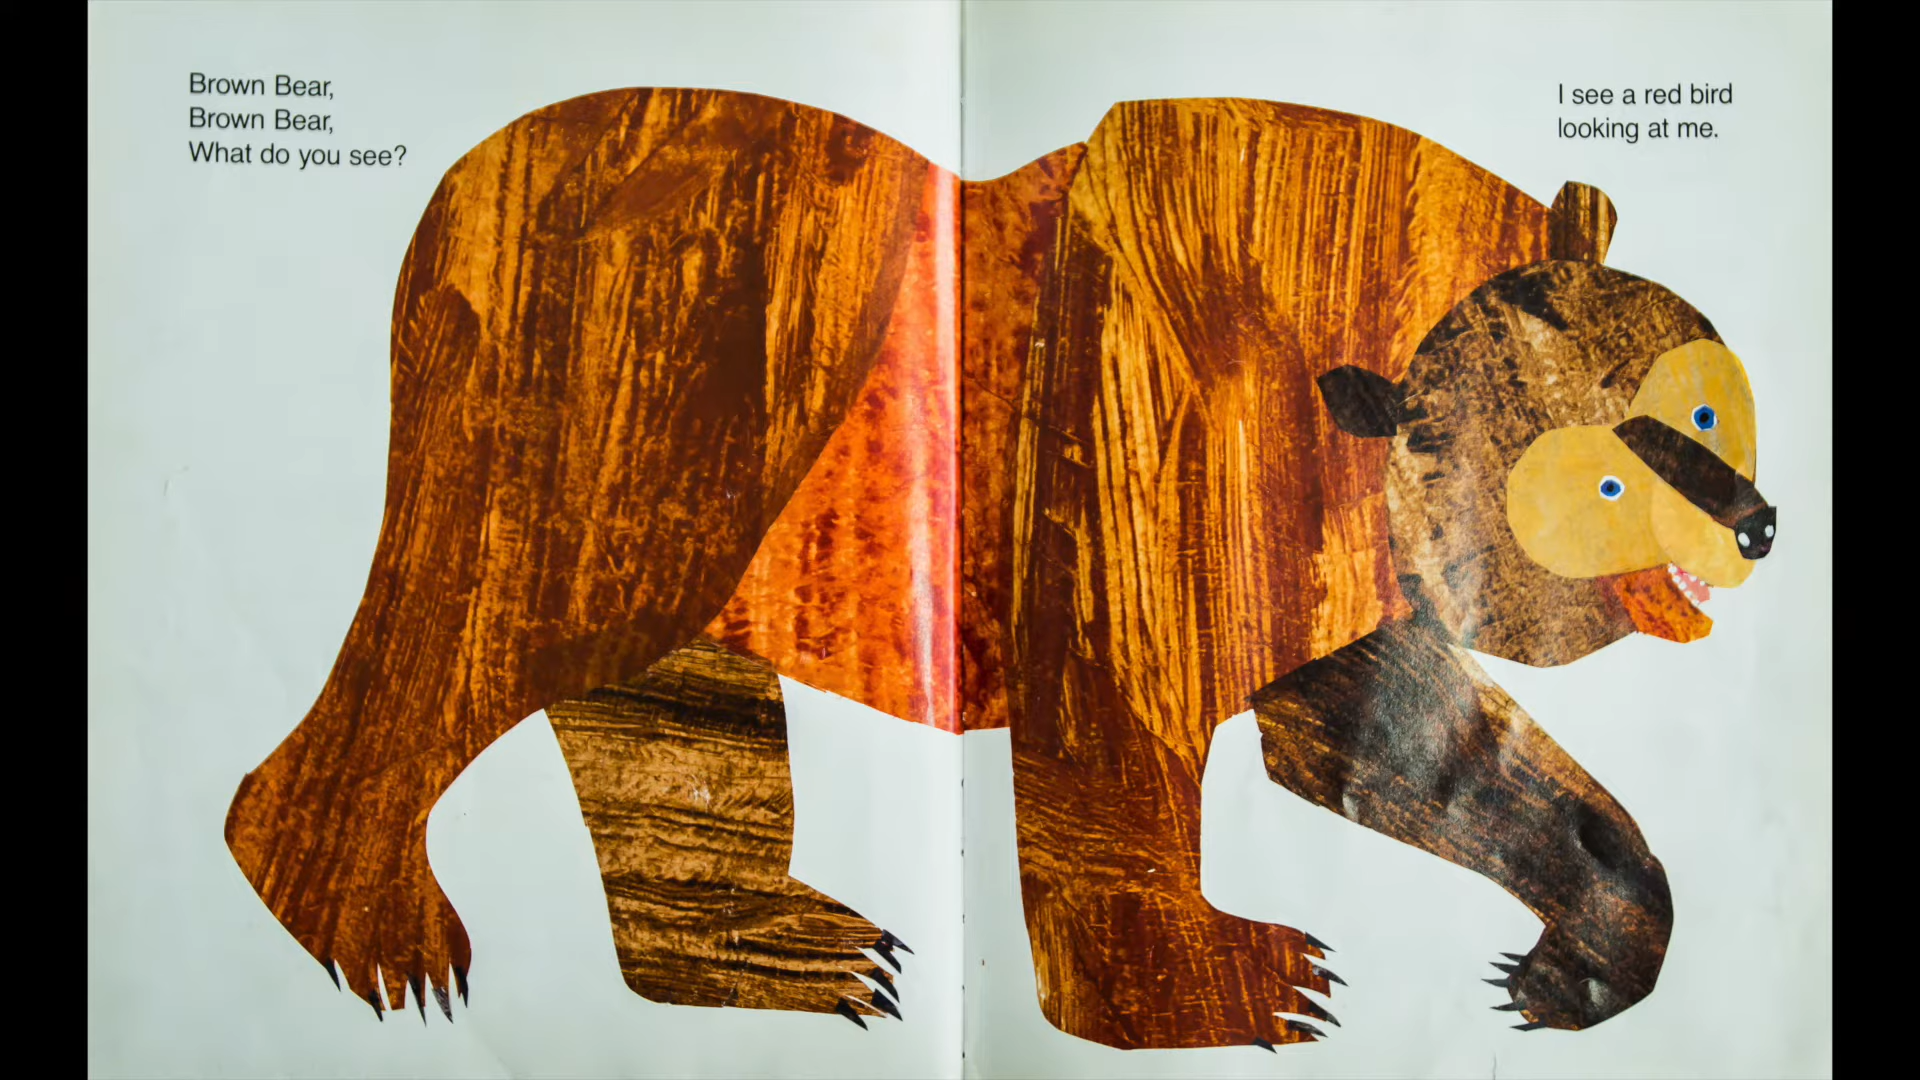 Brown Bear,
Brown Bear,
What do you see?
I see a red bird
looking at me.